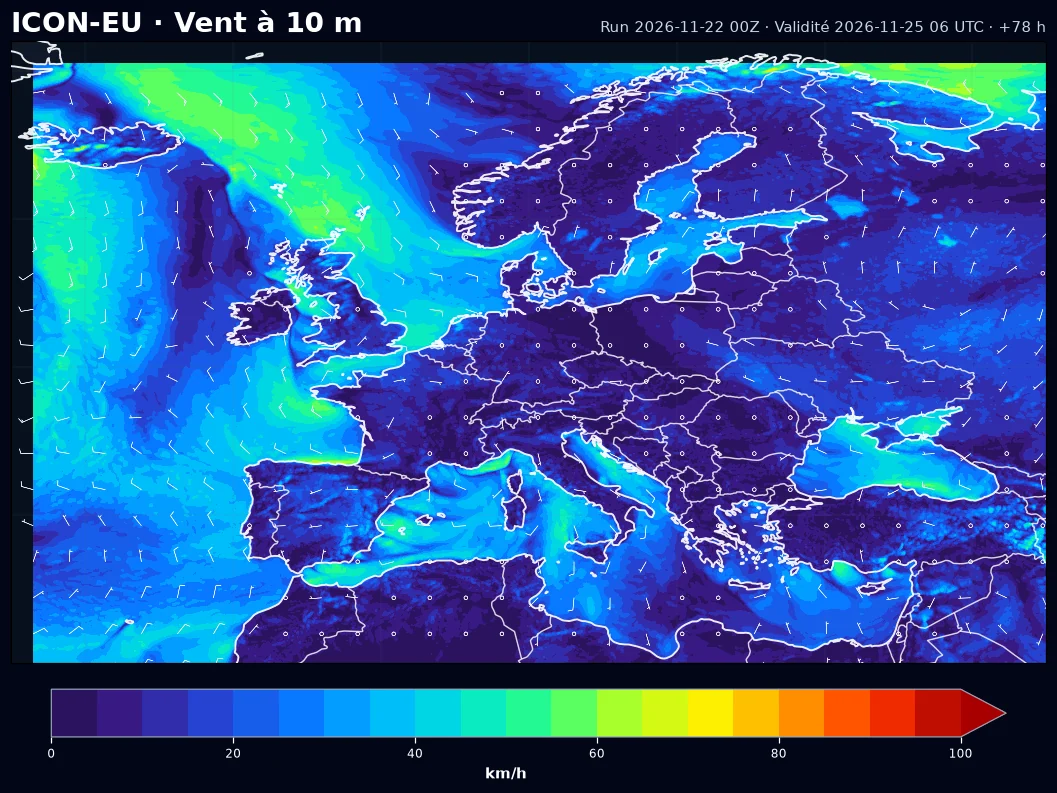 ICON-EU · Vent à 10 m
Run 2026-11-22 00Z · Validité 2026-11-25 06 UTC · +78 h
0 20 40 60 80 100
km/h